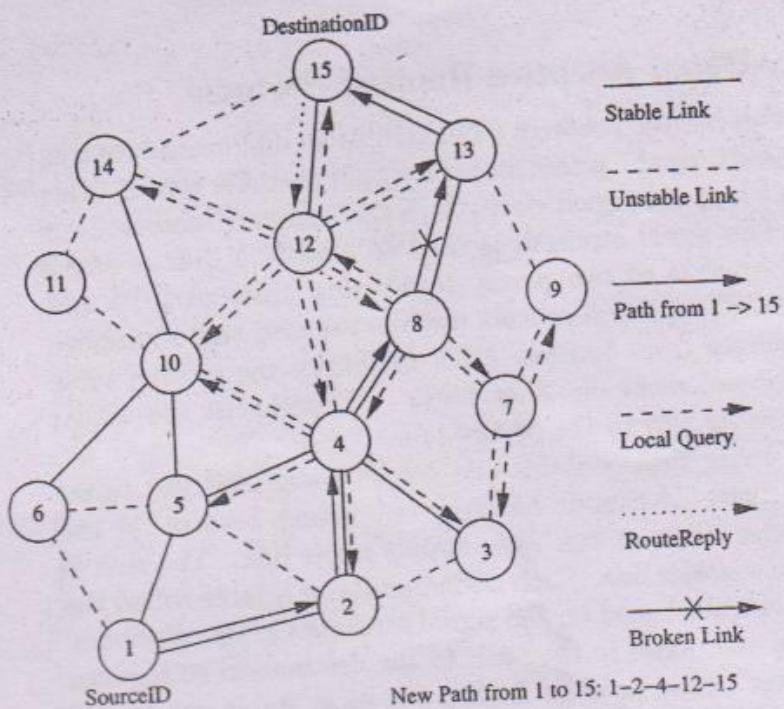 DestinationID
15
13
14
12
11
9
8
10
7
4
6
5
3
2
1
SourceID
Stable Link
Unstable Link
Path from 1 -> 15
Local Query
RouteReply
Broken Link
New Path from 1 to 15: 1-2-4-12-15